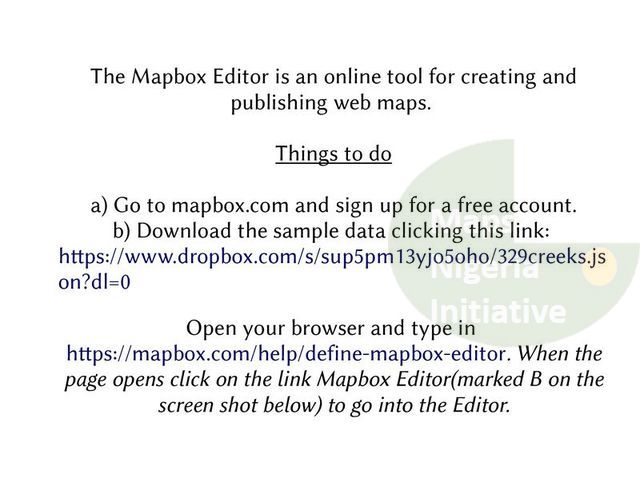 The Mapbox Editor is an online tool for creating and
publishing web maps.
Things to do
a) Go to mapbox.com and sign up for a free account.
b) Download the sample data clicking this link:
https://www.dropbox.com/s/sup5pm13yjo5oho/329creeks.js
on?dl=0
Open your browser and type in
https://mapbox.com/help/define-mapbox-editor. When the
page opens click on the link Mapbox Editor(marked B on the
screen shot below) to go into the Editor.
Maps
Nigeria
Initiative